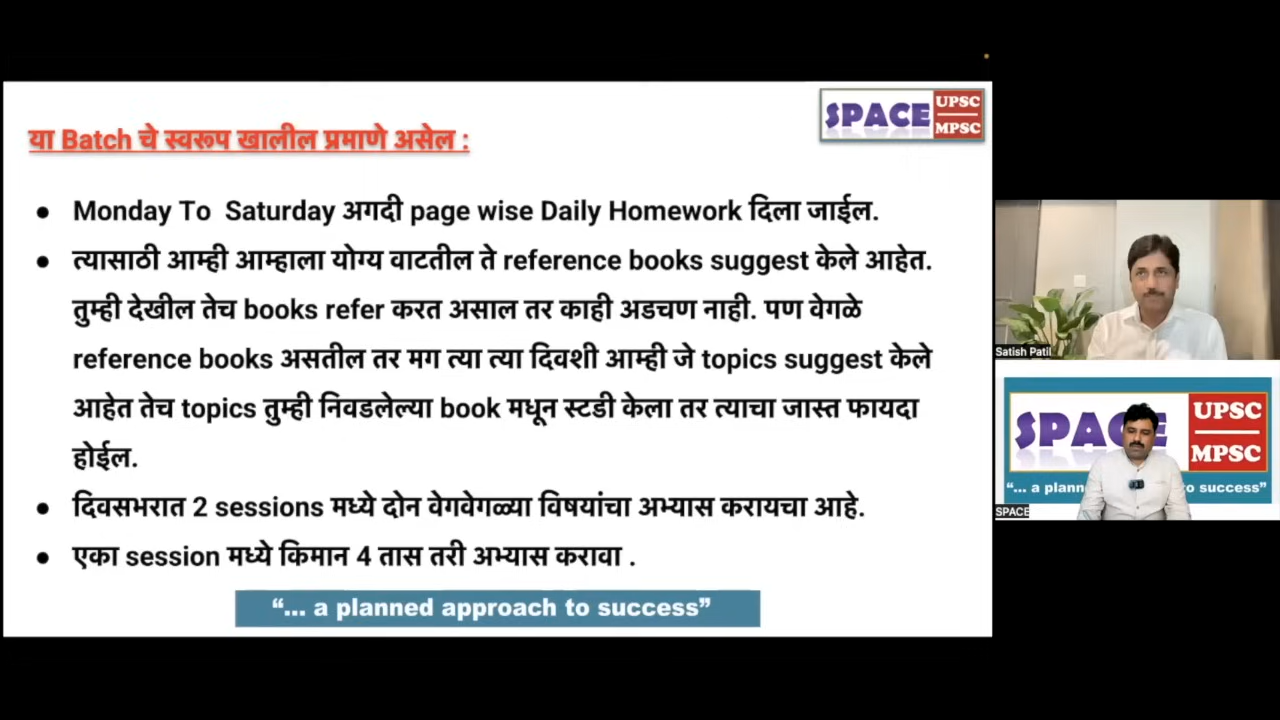 SPACE UPSC MPSC
या Batch चे स्वरूप खालील प्रमाणे असेल :
● Monday To Saturday अगदी page wise Daily Homework दिला जाईल.
● त्यासाठी आम्ही आम्हाला योग्य वाटतील ते reference books suggest केले आहेत.
तुम्ही देखील तेच books refer करत असाल तर काही अडचण नाही. पण वेगळे
reference books असतील तर मग त्या त्या दिवशी आम्ही जे topics suggest केले
आहेत तेच topics तुम्ही निवडलेल्या book मधून स्टडी केला तर त्याचा जास्त फायदा
होईल.
● दिवसभरात 2 sessions मध्ये दोन वेगवेगळ्या विषयांचा अभ्यास करायचा आहे.
● एका session मध्ये किमान 4 तास तरी अभ्यास करावा .
“... a planned approach to success”
Satish Patil
SPACE UPSC
MPSC
“... a plann to success”
SPACE